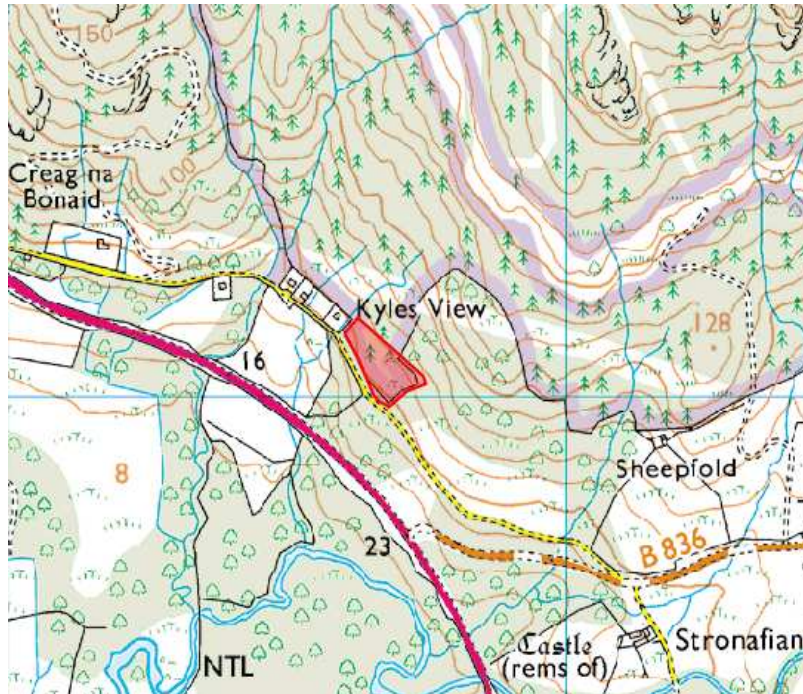 150
Creag na
Bonaid
100
Kyles View
128
16
Sheepfold
8
23
B 836
Castle
(rems of)
Stronafian
NTL